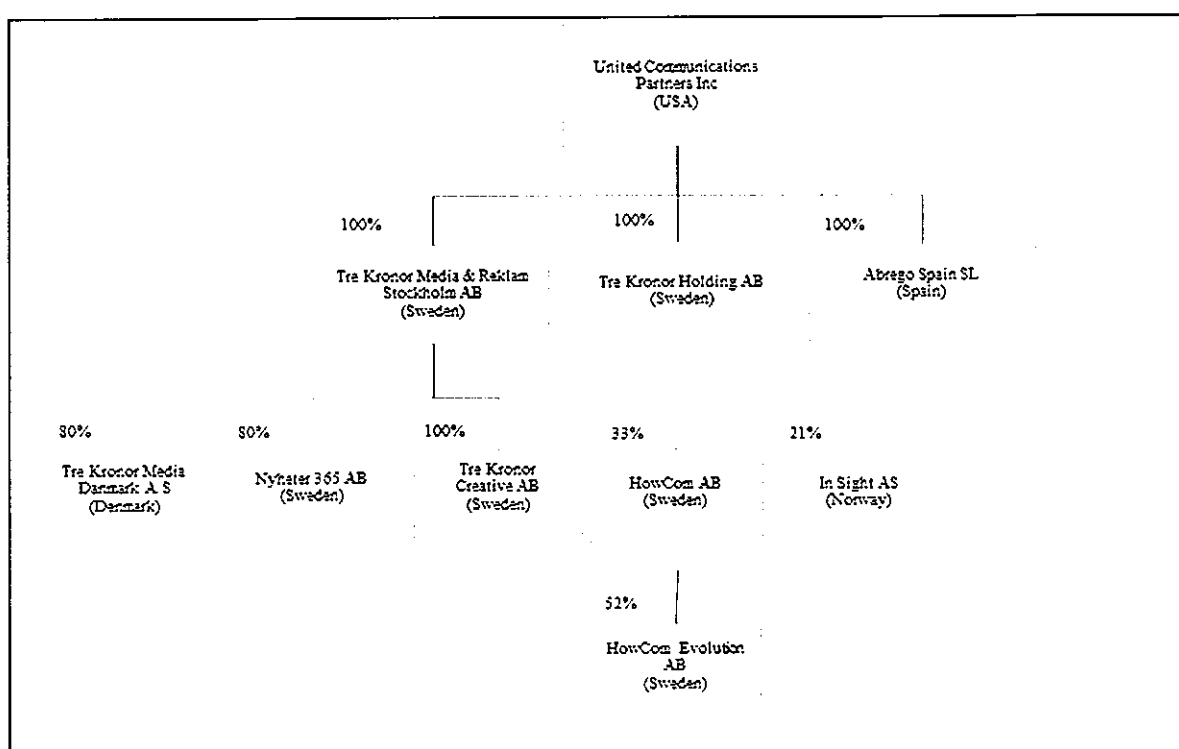 United Communications
Partners Inc
(USA)
100%
100%
100%
Tre Kronor Media & Reklam
Stockholm AB
(Sweden)
Tre Kronor Holding AB
(Sweden)
Abrego Spain SL
(Spain)
80%
80%
100%
33%
21%
Tre Kronor Media
Danmark A S
(Denmark)
Nyheter 365 AB
(Sweden)
Tre Kronor
Creative AB
(Sweden)
HowCom AB
(Sweden)
In Sight AS
(Norway)
52%
HowCom Evolution
AB
(Sweden)